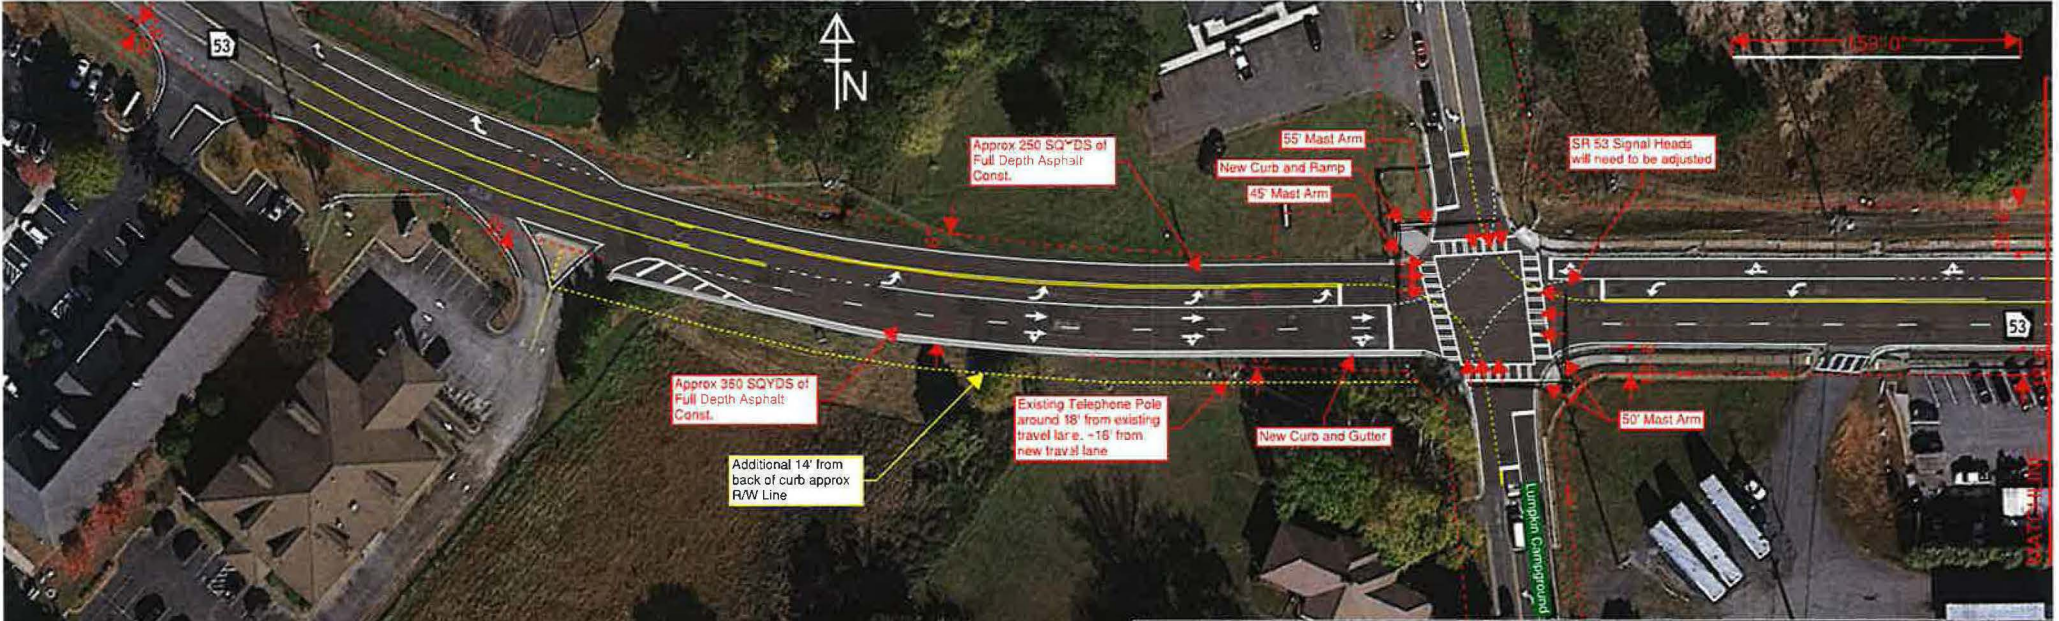 53
N
153'-0"
Approx 250 SQYDS of
Full Depth Asphalt
Const.
55' Mast Arm
New Curb and Ramp
45' Mast Arm
SR 53 Signal Heads
will need to be adjusted
53
Approx 350 SQYDS of
Full Depth Asphalt
Const.
Additional 14' from
back of curb approx
R/W Line
Existing Telephone Pole
around 18' from existing
travel lane. ~16' from
new travel lane
New Curb and Gutter
50' Mast Arm
Lumpkin Campground
MATCHLINE